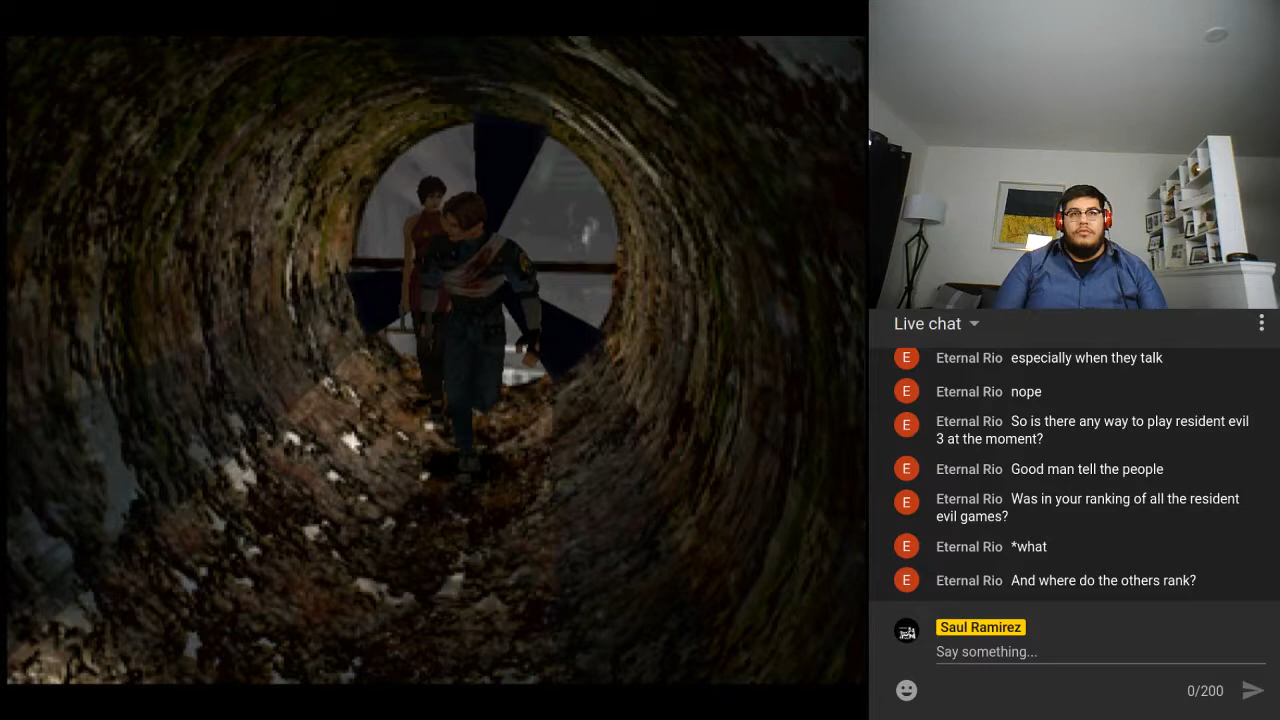 Live chat
Eternal Rio especially when they talk
Eternal Rio nope
Eternal Rio So is there any way to play resident evil
3 at the moment?
Eternal Rio Good man tell the people
Eternal Rio Was in your ranking of all the resident
evil games?
Eternal Rio *what
Eternal Rio And where do the others rank?
Saul Ramirez
Say something...
0/200